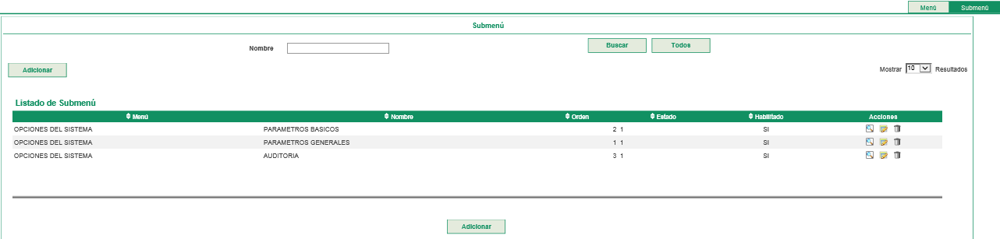 Menú Submenú
Submenú
Nombre Buscar Todos
Adicionar Mostrar 10 Resultados
Listado de Submenú
Menú Nombre Orden Estado Habilitado Acciones
OPCIONES DEL SISTEMA PARAMETROS BASICOS 2 1 SI
OPCIONES DEL SISTEMA PARAMETROS GENERALES 1 1 SI
OPCIONES DEL SISTEMA AUDITORIA 3 1 SI
Adicionar